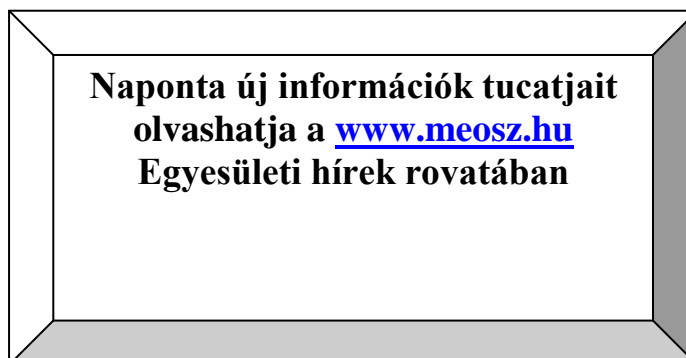 Naponta új információk tucatjait
olvashatja a www.meosz.hu
Egyesületi hírek rovatában